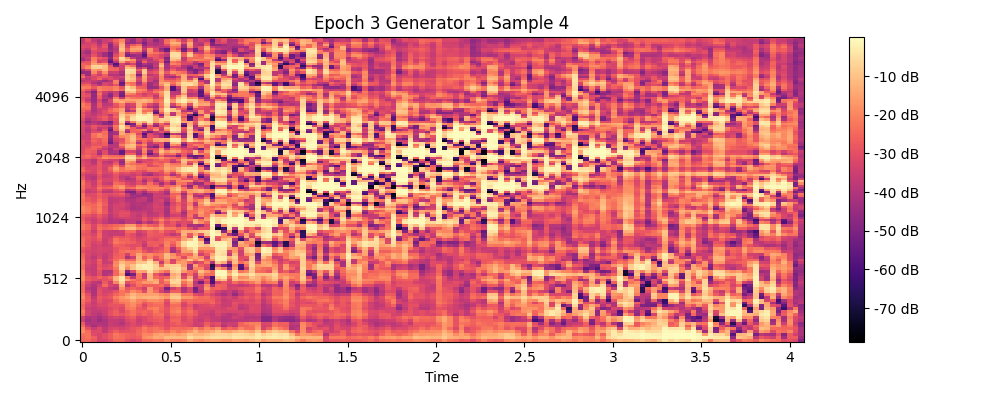 Epoch 3 Generator 1 Sample 4
4096
2048
1024
512
0
Hz
0 0.5 1 1.5 2 2.5 3 3.5 4
Time
-10 dB
-20 dB
-30 dB
-40 dB
-50 dB
-60 dB
-70 dB